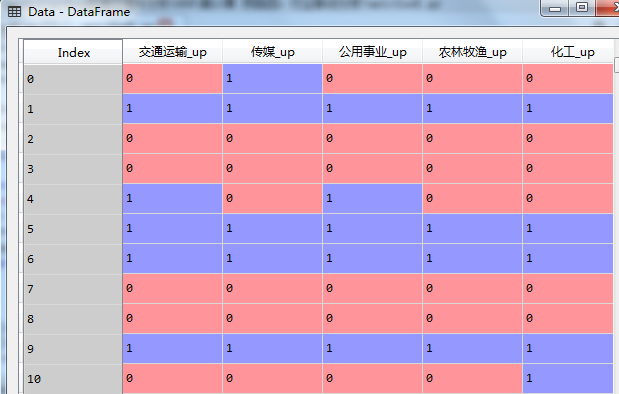 Data - DataFrame
Index 交通运输_up 传媒_up 公用事业_up 农林牧渔_up 化工_up
0 0 1 0 0 0
1 1 1 1 1 1
2 0 0 0 0 0
3 0 0 0 0 0
4 1 0 1 0 0
5 1 1 1 1 1
6 1 1 1 1 1
7 0 0 0 0 0
8 0 0 0 0 0
9 1 1 1 1 1
10 0 0 0 0 1